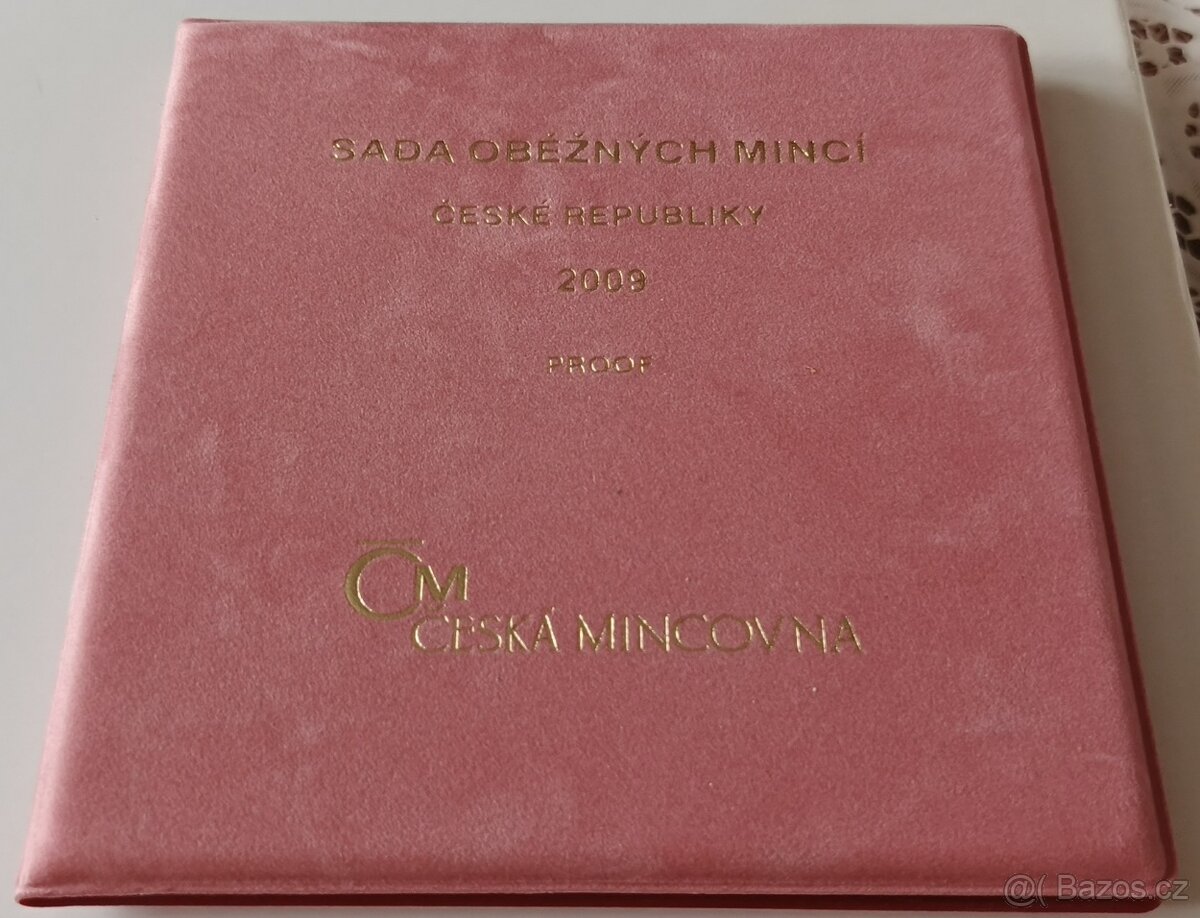 SADA OBĚŽNÝCH MINCÍ
ČESKÉ REPUBLIKY
2009
PROOF
ČM
ČESKÁ MINCOVNA
@( Bazos.cz